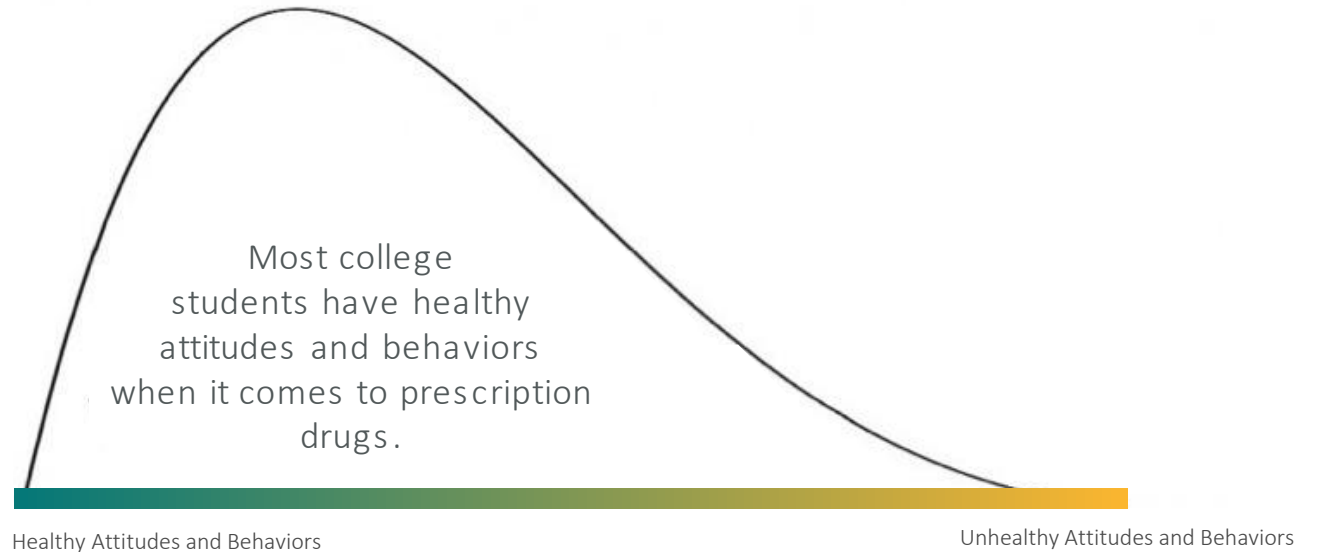 Most college
students have healthy
attitudes and behaviors
when it comes to prescription
drugs.
Healthy Attitudes and Behaviors
Unhealthy Attitudes and Behaviors